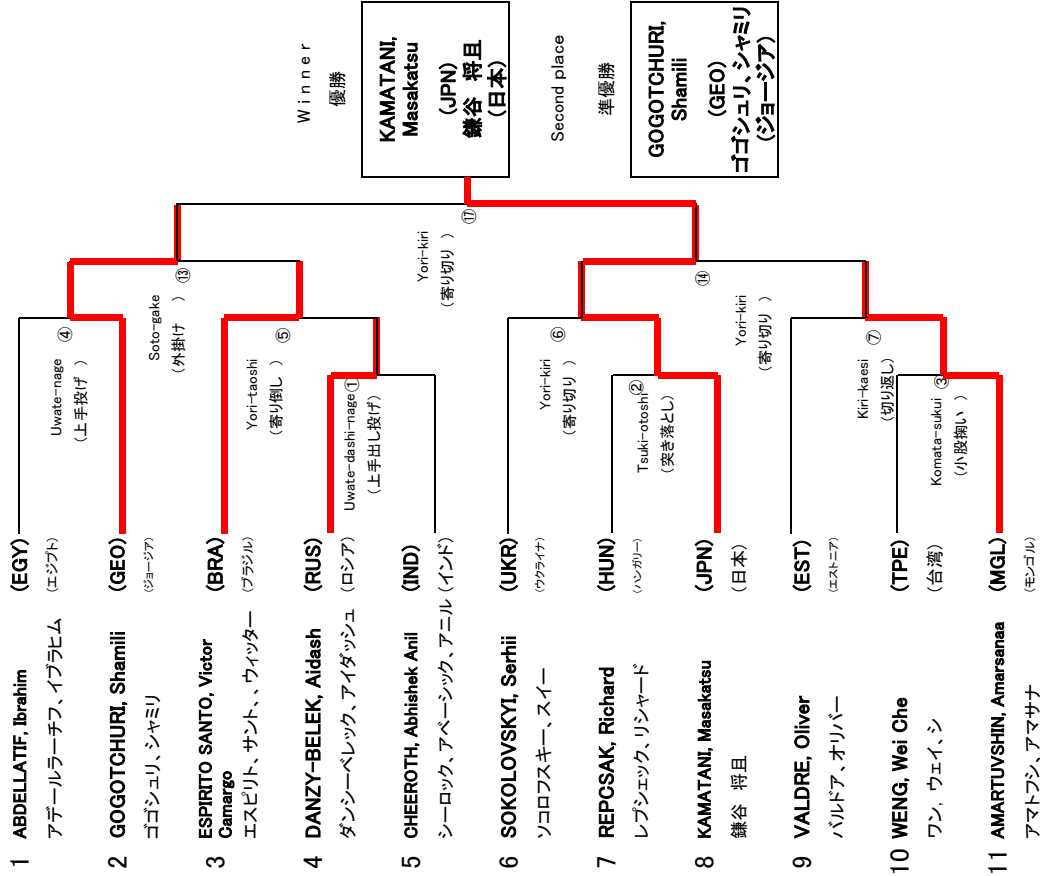 Winner
優勝
KAMATANI,
Masakatsu
(JPN)
鎌谷 将且
(日本)
Second place
準優勝
GOGOTCHURI,
Shamili
(GEO)
ゴゴシュリ、シャミリ
(ジョージア)
⑰
Yori-kiri
(寄り切り )
⑬
Soto-gake
(外掛け )
⑭
Yori-kiri
(寄り切り )
④
Uwate-nage
(上手投げ )
⑤
Yori-taoshi
(寄り倒し )
⑥
Yori-kiri
(寄り切り )
⑦
Kiri-kaesi
(切り返し)
①
Uwate-dashi-nage
(上手出し投げ)
②
Tsuki-otoshi
(突き落とし)
③
Komata-sukui
(小股掬い )
1 ABDELLATIF, Ibrahim (EGY)
アデールラーチフ、イブラヒム (エジプト)
2 GOGOTCHURI, Shamili (GEO)
ゴゴシュリ、シャミリ (ジョージア)
3 ESPIRITO SANTO, Victor
Camargo (BRA)
エスピリト、サント、、ウィッター (ブラジル)
4 DANZY-BELEK, Aidash (RUS)
ダンシーベレック、アイダッシュ (ロシア)
5 CHEEROTH, Abhishek Anil (IND)
シーロック、アベーシック、アニル (インド)
6 SOKOLOVSKYI, Serhii (UKR)
ソコロフスキー、スイー (ウクライナ)
7 REPCSAK, Richard (HUN)
レプシェック、リシャード (ハンガリー)
8 KAMATANI, Masakatsu (JPN)
鎌谷 将且 (日本)
9 VALDRE, Oliver (EST)
バルドア、オリバー (エストニア)
10 WENG, Wei Che (TPE)
ワン, ウェイ、シ (台湾)
11 AMARTUVSHIN, Amarsanaa (MGL)
アマトフシ、アマサナ (モンゴル)